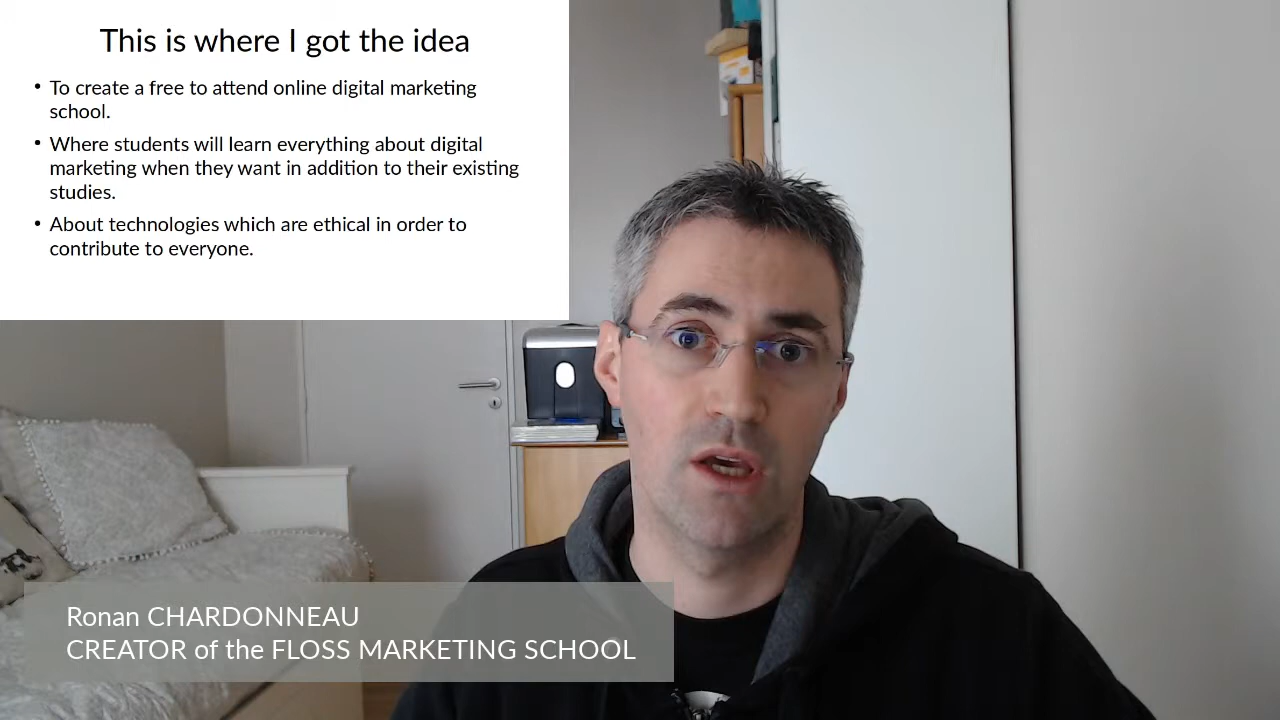 This is where I got the idea
• To create a free to attend online digital marketing
school.
• Where students will learn everything about digital
marketing when they want in addition to their existing
studies.
• About technologies which are ethical in order to
contribute to everyone.
Ronan CHARDONNEAU
CREATOR of the FLOSS MARKETING SCHOOL